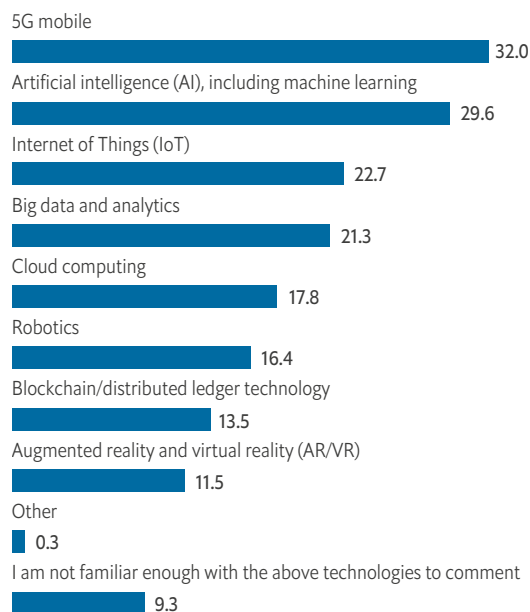 5G mobile
32.0
Artificial intelligence (AI), including machine learning
29.6
Internet of Things (IoT)
22.7
Big data and analytics
21.3
Cloud computing
17.8
Robotics
16.4
Blockchain/distributed ledger technology
13.5
Augmented reality and virtual reality (AR/VR)
11.5
Other
0.3
I am not familiar enough with the above technologies to comment
9.3